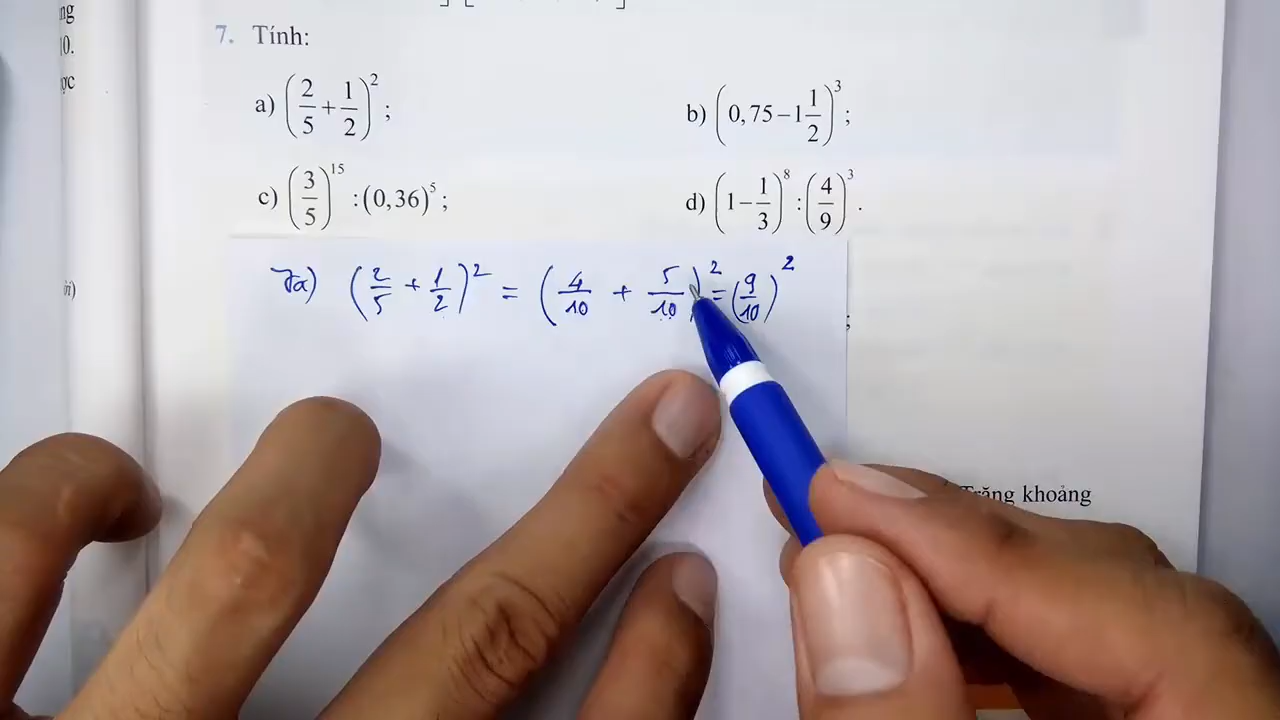 ng
10.
ợc
7. Tính:
a) (2/5 + 1/2)^2;
b) (0,75 − 1 1/2)^3;
c) (3/5)^15 : (0,36)^5;
d) (1 − 1/3)^8 : (4/9)^3.
7a) (2/5 + 1/2)^2 = (4/10 + 5/10)^2 = (9/10)^2
;
Trăng khoảng